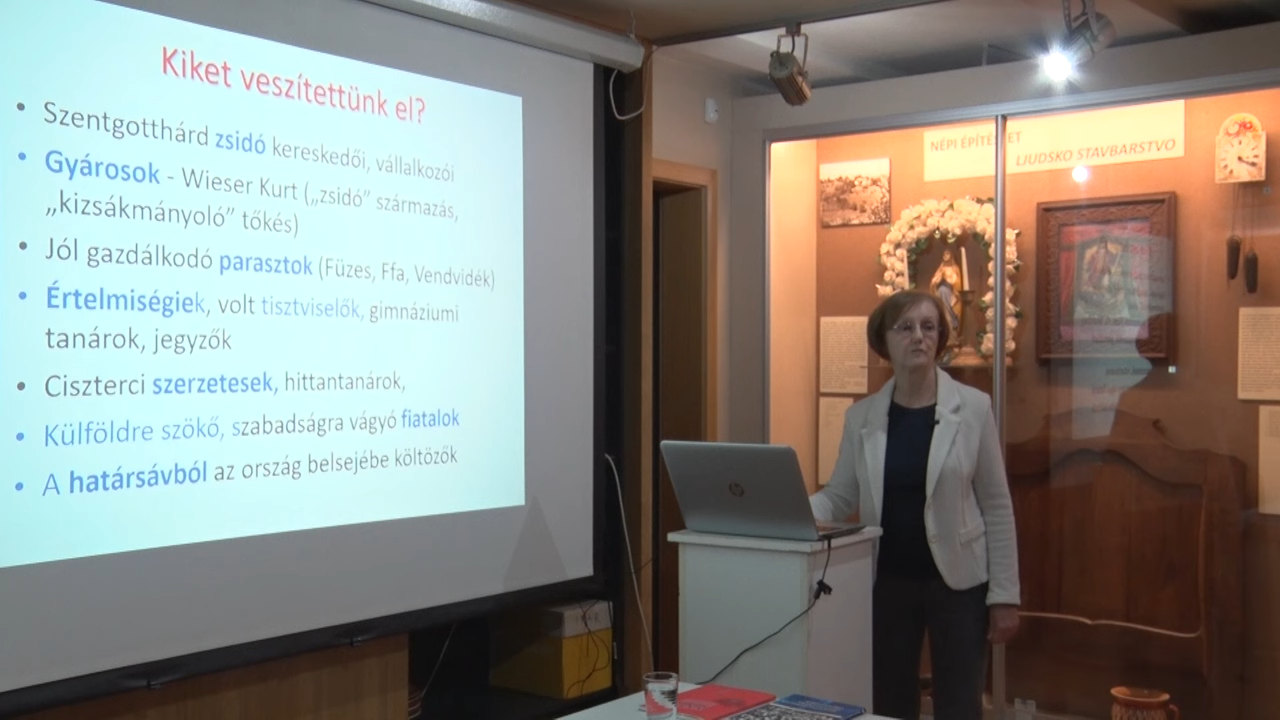 Kiket veszítettünk el?
• Szentgotthárd zsidó kereskedői, vállalkozói
• Gyárosok - Wieser Kurt („zsidó” származás,
„kizsákmányoló” tőkés)
• Jól gazdálkodó parasztok (Füzes, Ffa, Vendvidék)
• Értelmiségiek, volt tisztviselők, gimnáziumi
tanárok, jegyzők
• Ciszterci szerzetesek, hittantanárok,
• Külföldre szökő, szabadságra vágyó fiatalok
• A határsávból az ország belsejébe költözők
NÉPI ÉPÍTÉSZET
LJUDSKO STAVBARSTVO
hp